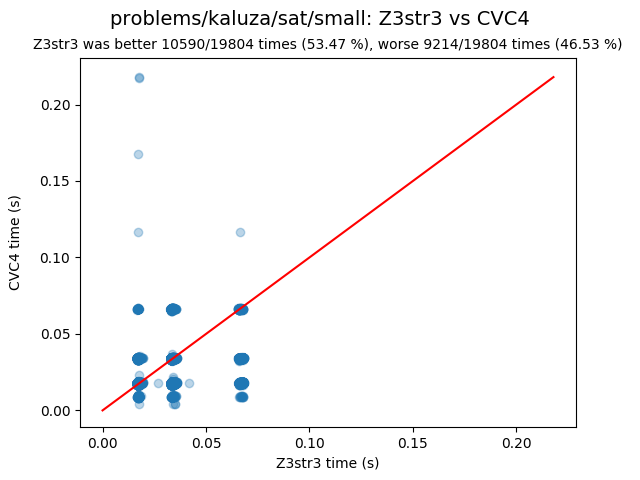 problems/kaluza/sat/small: Z3str3 vs CVC4
Z3str3 was better 10590/19804 times (53.47 %), worse 9214/19804 times (46.53 %)
CVC4 time (s)
0.20
0.15
0.10
0.05
0.00
0.00 0.05 0.10 0.15 0.20
Z3str3 time (s)